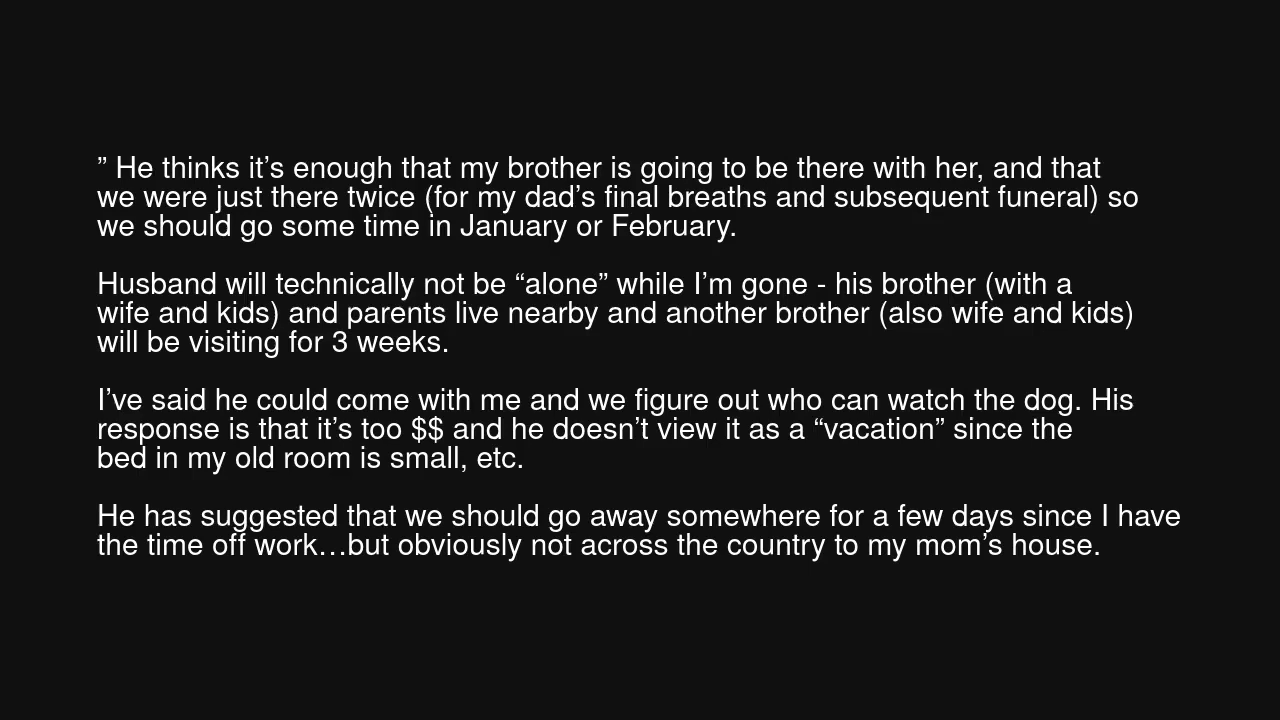 ” He thinks it’s enough that my brother is going to be there with her, and that
we were just there twice (for my dad’s final breaths and subsequent funeral) so
we should go some time in January or February.
Husband will technically not be “alone” while I’m gone - his brother (with a
wife and kids) and parents live nearby and another brother (also wife and kids)
will be visiting for 3 weeks.
I’ve said he could come with me and we figure out who can watch the dog. His
response is that it’s too $$ and he doesn’t view it as a “vacation” since the
bed in my old room is small, etc.
He has suggested that we should go away somewhere for a few days since I have
the time off work…but obviously not across the country to my mom’s house.